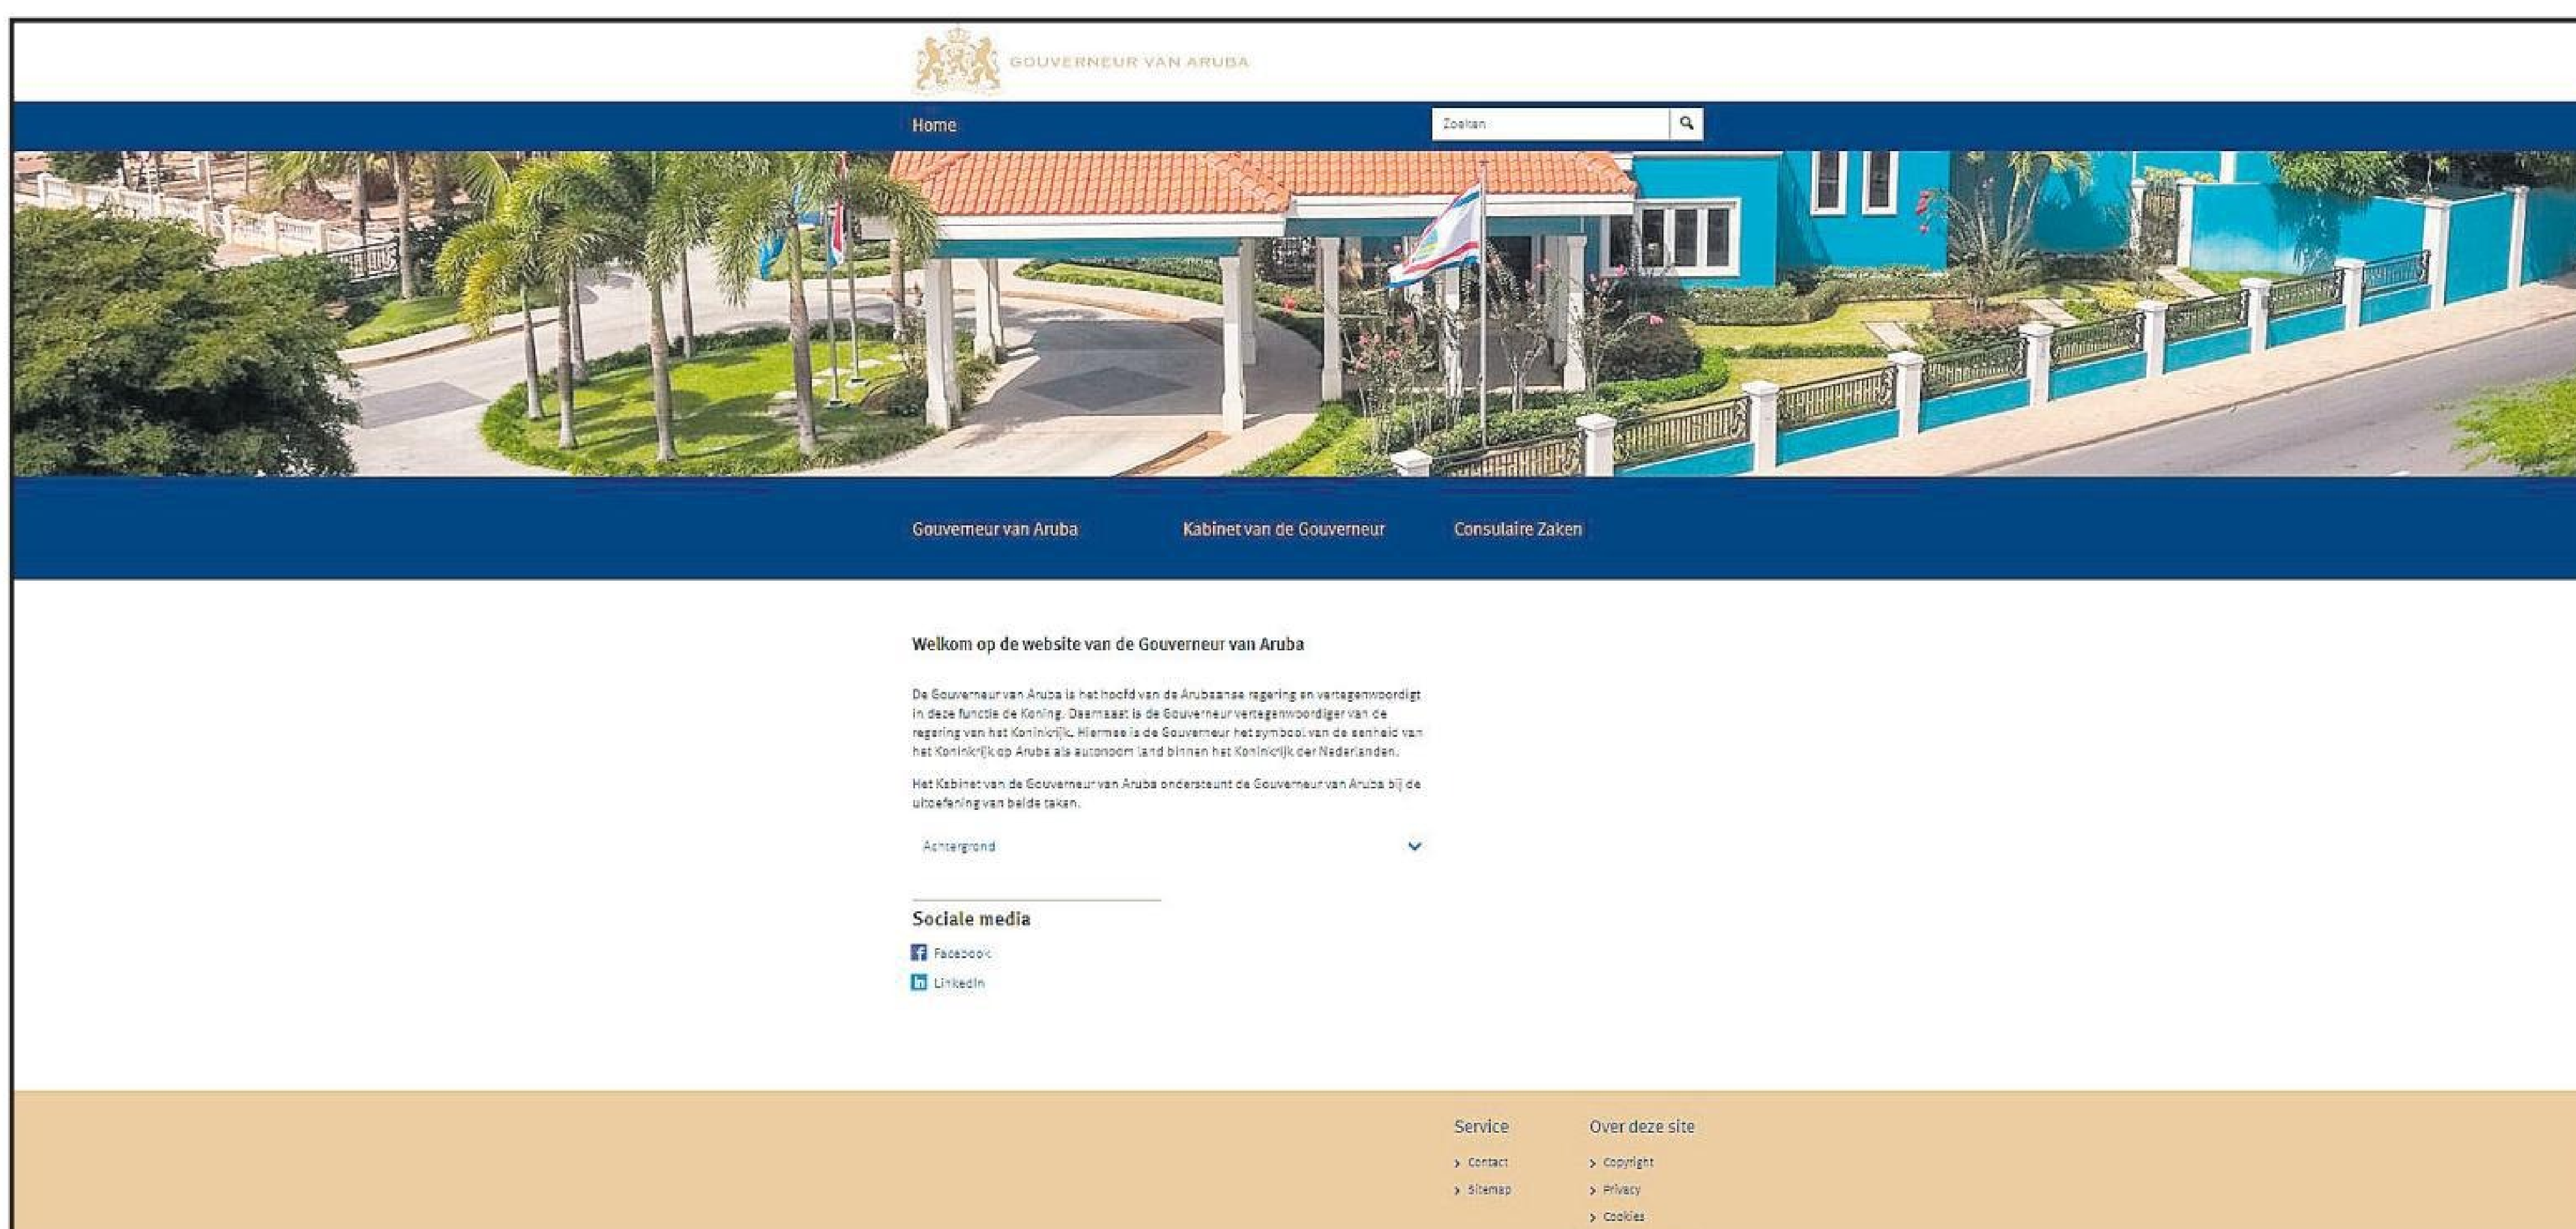 GOUVERNEUR VAN ARUBA
Home
Zoeken
Gouverneur van Aruba
Kabinet van de Gouverneur
Consulaire Zaken
Welkom op de website van de Gouverneur van Aruba
De Gouverneur van Aruba is het hoofd van de Arubaanse regering en vertegenwoordigt
in deze functie de Koning. Daarnaast is de Gouverneur vertegenwoordiger van de
regering van het Koninkrijk. Hiermee is de Gouverneur het symbool van de eenheid van
het Koninkrijk op Aruba als autonoom land binnen het Koninkrijk der Nederlanden.
Het Kabinet van de Gouverneur van Aruba ondersteunt de Gouverneur van Aruba bij de
uitoefening van beide taken.
Achtergrond
Sociale media
Facebook
LinkedIn
Service
Contact
Sitemap
Over deze site
Copyright
Privacy
Cookies